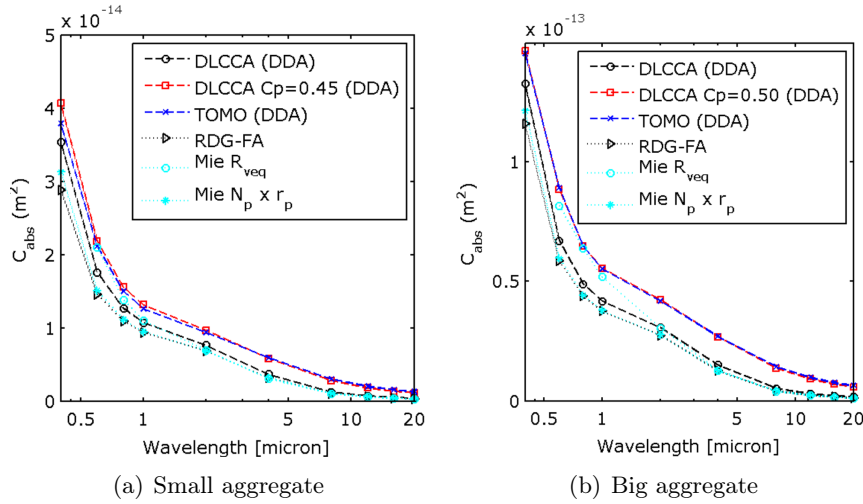 x 10⁻¹⁴
5
4
3
2
1
0
C_abs (m²)
DLCCA (DDA)
DLCCA Cp=0.45 (DDA)
TOMO (DDA)
RDG-FA
Mie R_veq
Mie N_p x r_p
0.5 1 5 10 20
Wavelength [micron]
(a) Small aggregate
x 10⁻¹³
1
0.5
0
C_abs (m²)
DLCCA (DDA)
DLCCA Cp=0.50 (DDA)
TOMO (DDA)
RDG-FA
Mie R_veq
Mie N_p x r_p
0.5 1 5 10 20
Wavelength [micron]
(b) Big aggregate